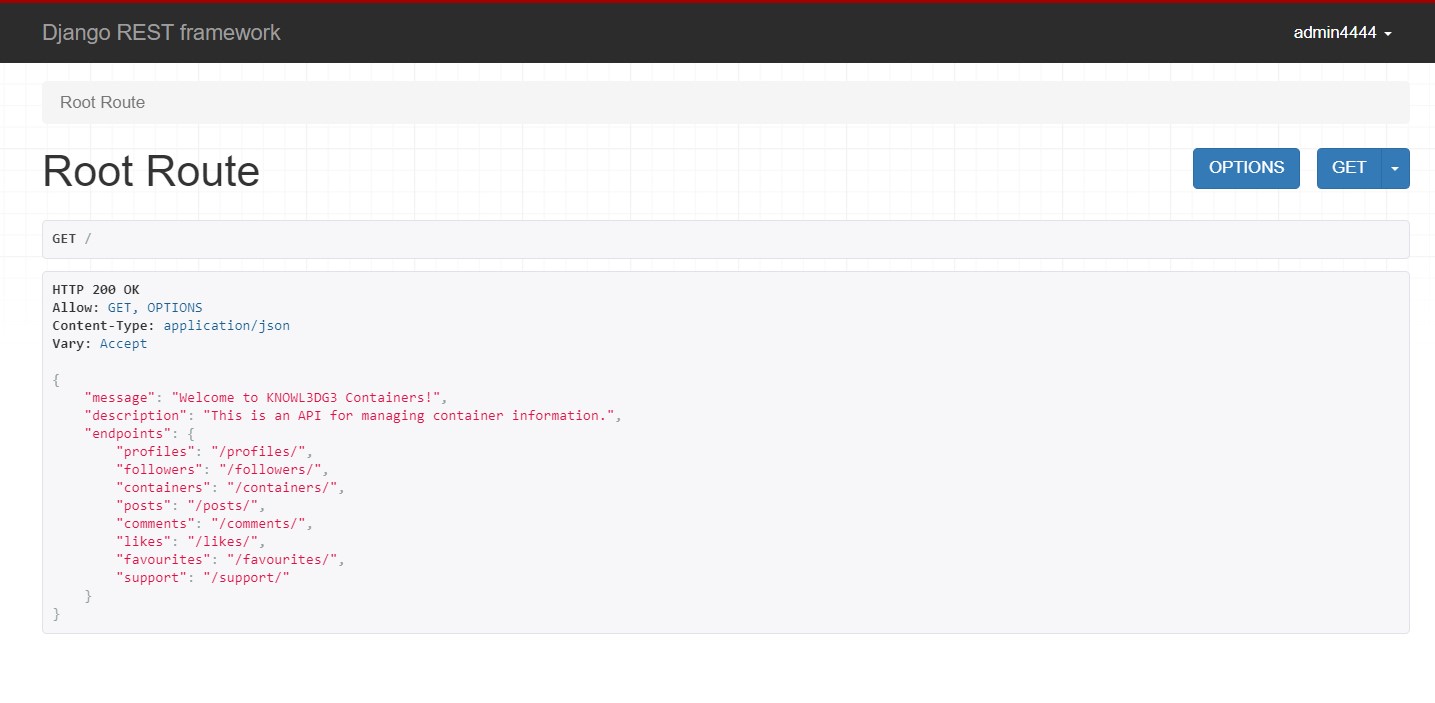 Django REST framework
admin4444
Root Route
Root Route
OPTIONS
GET
GET /
HTTP 200 OK
Allow: GET, OPTIONS
Content-Type: application/json
Vary: Accept
{
    "message": "Welcome to KNOWL3DG3 Containers!",
    "description": "This is an API for managing container information.",
    "endpoints": {
        "profiles": "/profiles/",
        "followers": "/followers/",
        "containers": "/containers/",
        "posts": "/posts/",
        "comments": "/comments/",
        "likes": "/likes/",
        "favourites": "/favourites/",
        "support": "/support/"
    }
}